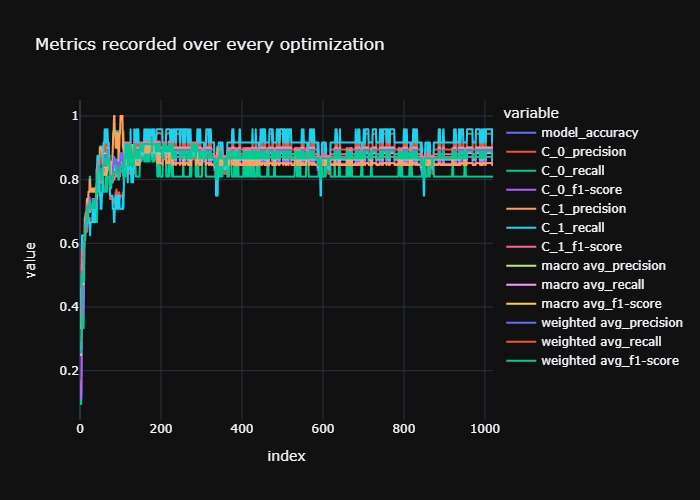 Metrics recorded over every optimization
1
0.8
0.6
0.4
0.2
value
0
200
400
600
800
1000
index
variable
model_accuracy
C_0_precision
C_0_recall
C_0_f1-score
C_1_precision
C_1_recall
C_1_f1-score
macro avg_precision
macro avg_recall
macro avg_f1-score
weighted avg_precision
weighted avg_recall
weighted avg_f1-score